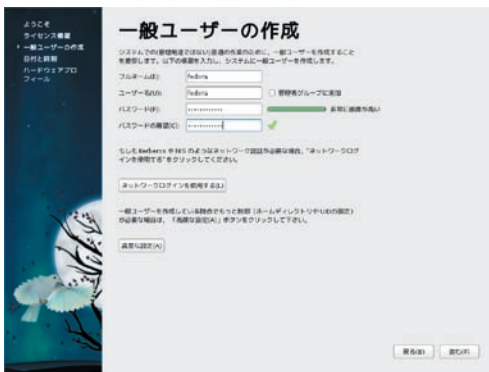 ようこそ
ライセンス情報
一般ユーザーの作成
日付と時刻
ハードウェアプロ
フィール
一般ユーザーの作成
システムでの(管理用途ではない)普通の作業のために、一般ユーザーを作成すること
を要望します。以下の情報を入力し、システムに一般ユーザーを作成します。
フルネーム(E): fedora
ユーザー名(U): fedora 管理者グループに追加
パスワード(P): 非常に強度が高い
パスワードの確認(C):
もしも Kerberos や NIS のようなネットワーク認証が必要な場合、"ネットワークログ
インを使用する"をクリックしてください。
ネットワークログインを使用する(L)
一般ユーザーを作成している時点でもっと制御 (ホームディレクトリやUIDの設定)
が必要な場合は、「高度な設定(A)」ボタンをクリックして下さい。
高度な設定(A)
戻る(B) 進む(F)